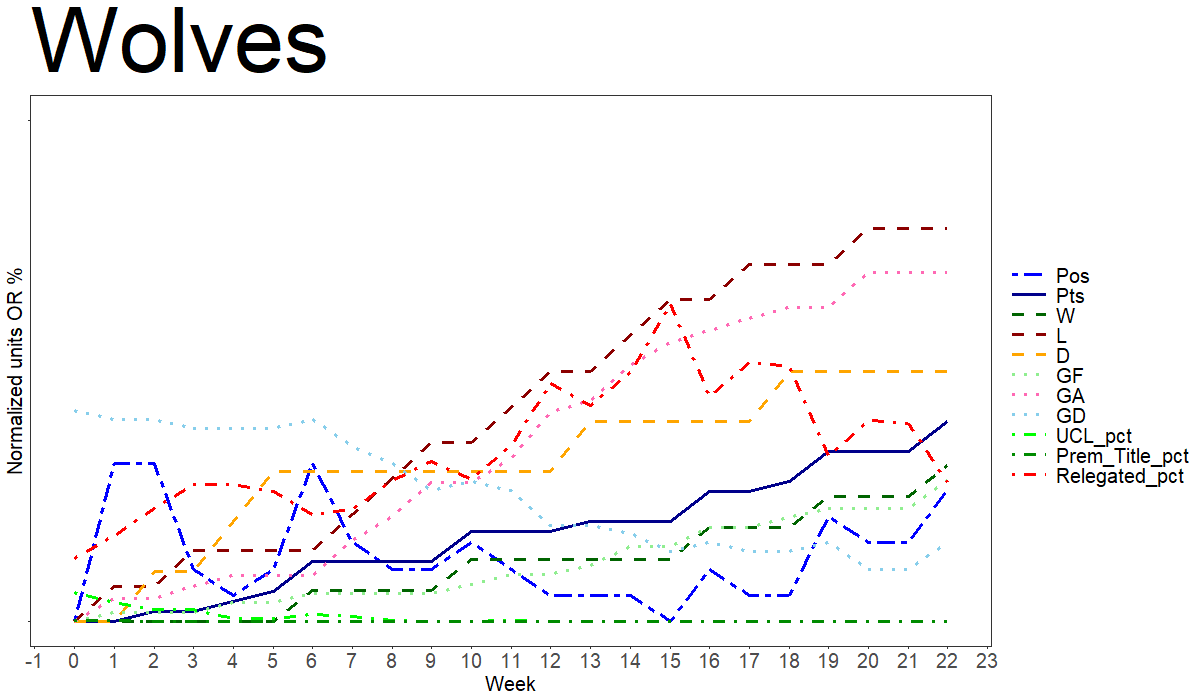 Wolves
Normalized units OR %
-1 0 1 2 3 4 5 6 7 8 9 10 11 12 13 14 15 16 17 18 19 20 21 22 23
Week
Pos
Pts
W
L
D
GF
GA
GD
UCL_pct
Prem_Title_pct
Relegated_pct